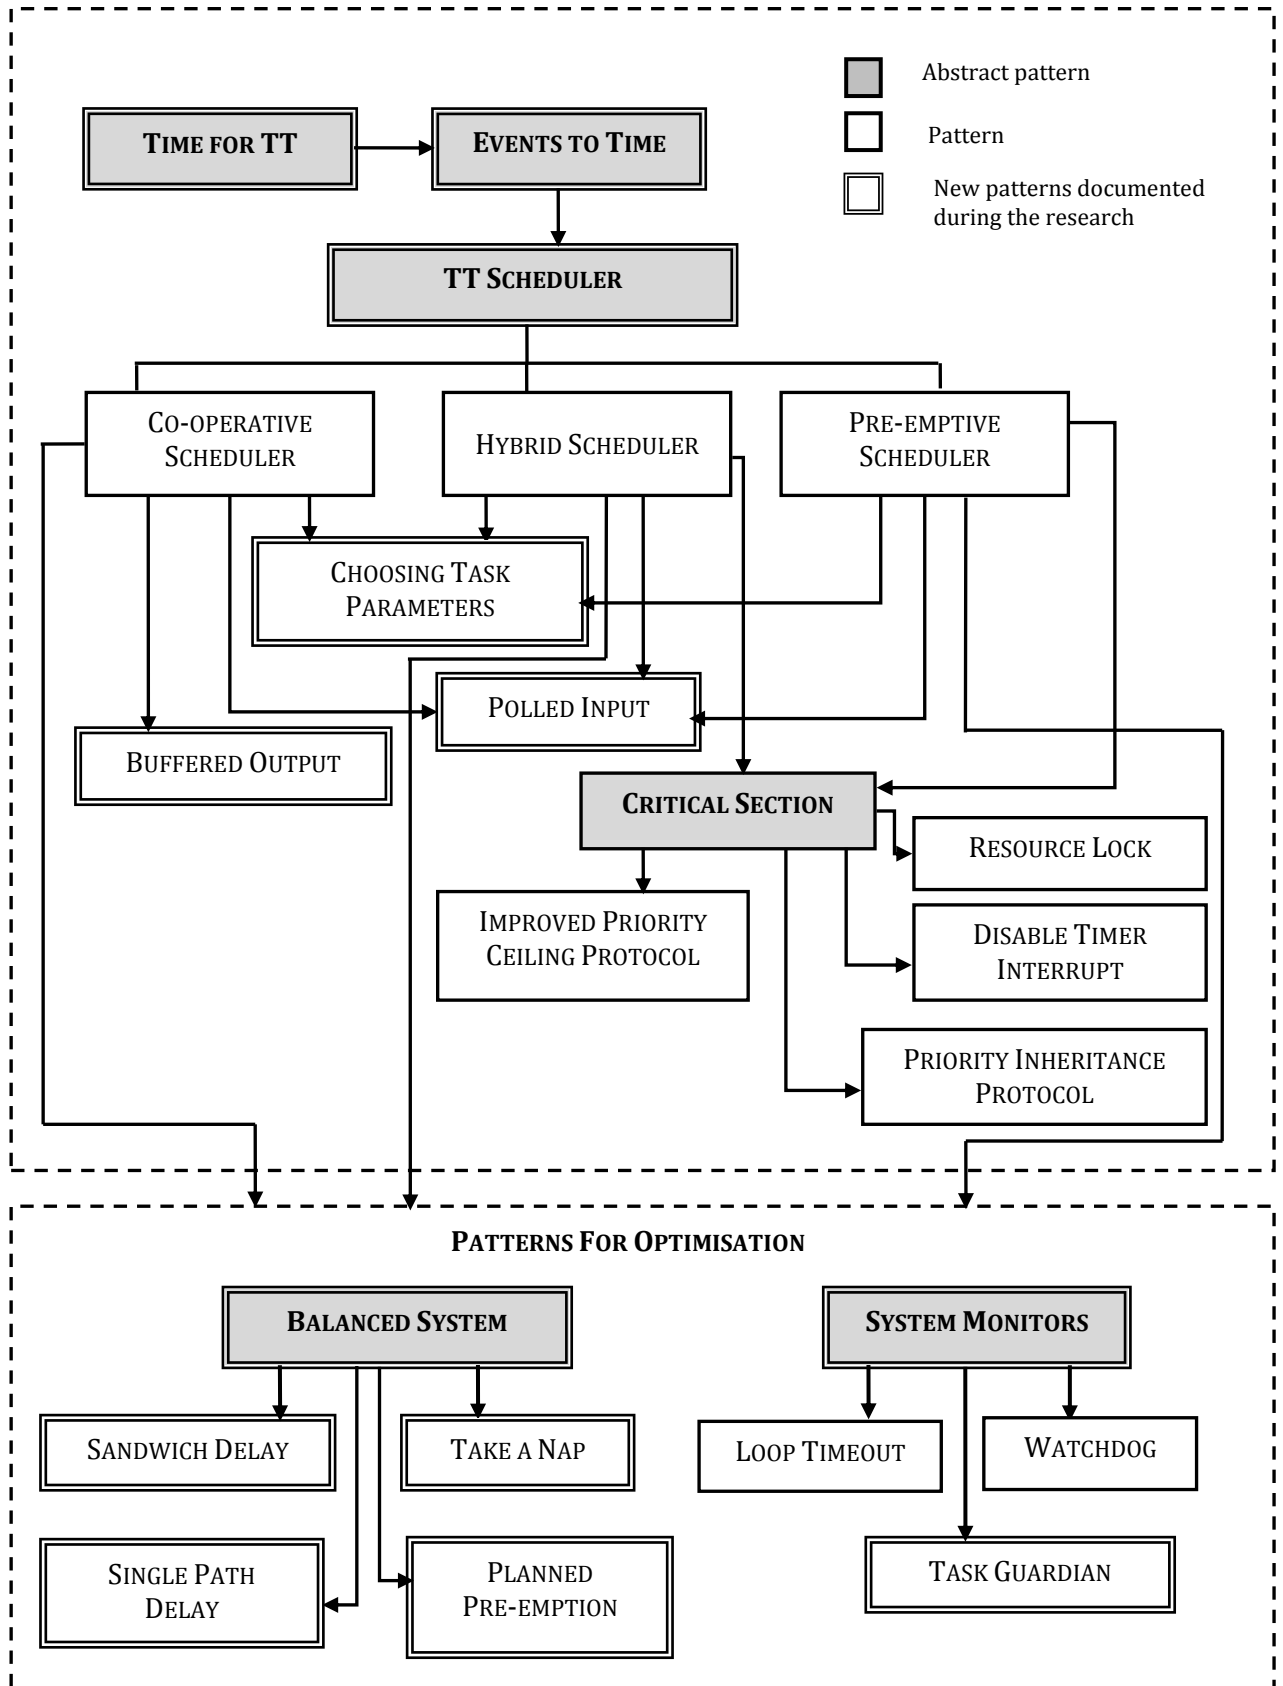 Abstract pattern
TIME FOR TT
EVENTS TO TIME
Pattern
New patterns documented
during the research
TT SCHEDULER
CO-OPERATIVE
SCHEDULER
HYBRID SCHEDULER
PRE-EMPTIVE
SCHEDULER
CHOOSING TASK
PARAMETERS
POLLED INPUT
BUFFERED OUTPUT
CRITICAL SECTION
RESOURCE LOCK
IMPROVED PRIORITY
CEILING PROTOCOL
DISABLE TIMER
INTERRUPT
PRIORITY INHERITANCE
PROTOCOL
PATTERNS FOR OPTIMISATION
BALANCED SYSTEM
SYSTEM MONITORS
SANDWICH DELAY
TAKE A NAP
LOOP TIMEOUT
WATCHDOG
SINGLE PATH
DELAY
PLANNED
PRE-EMPTION
TASK GUARDIAN